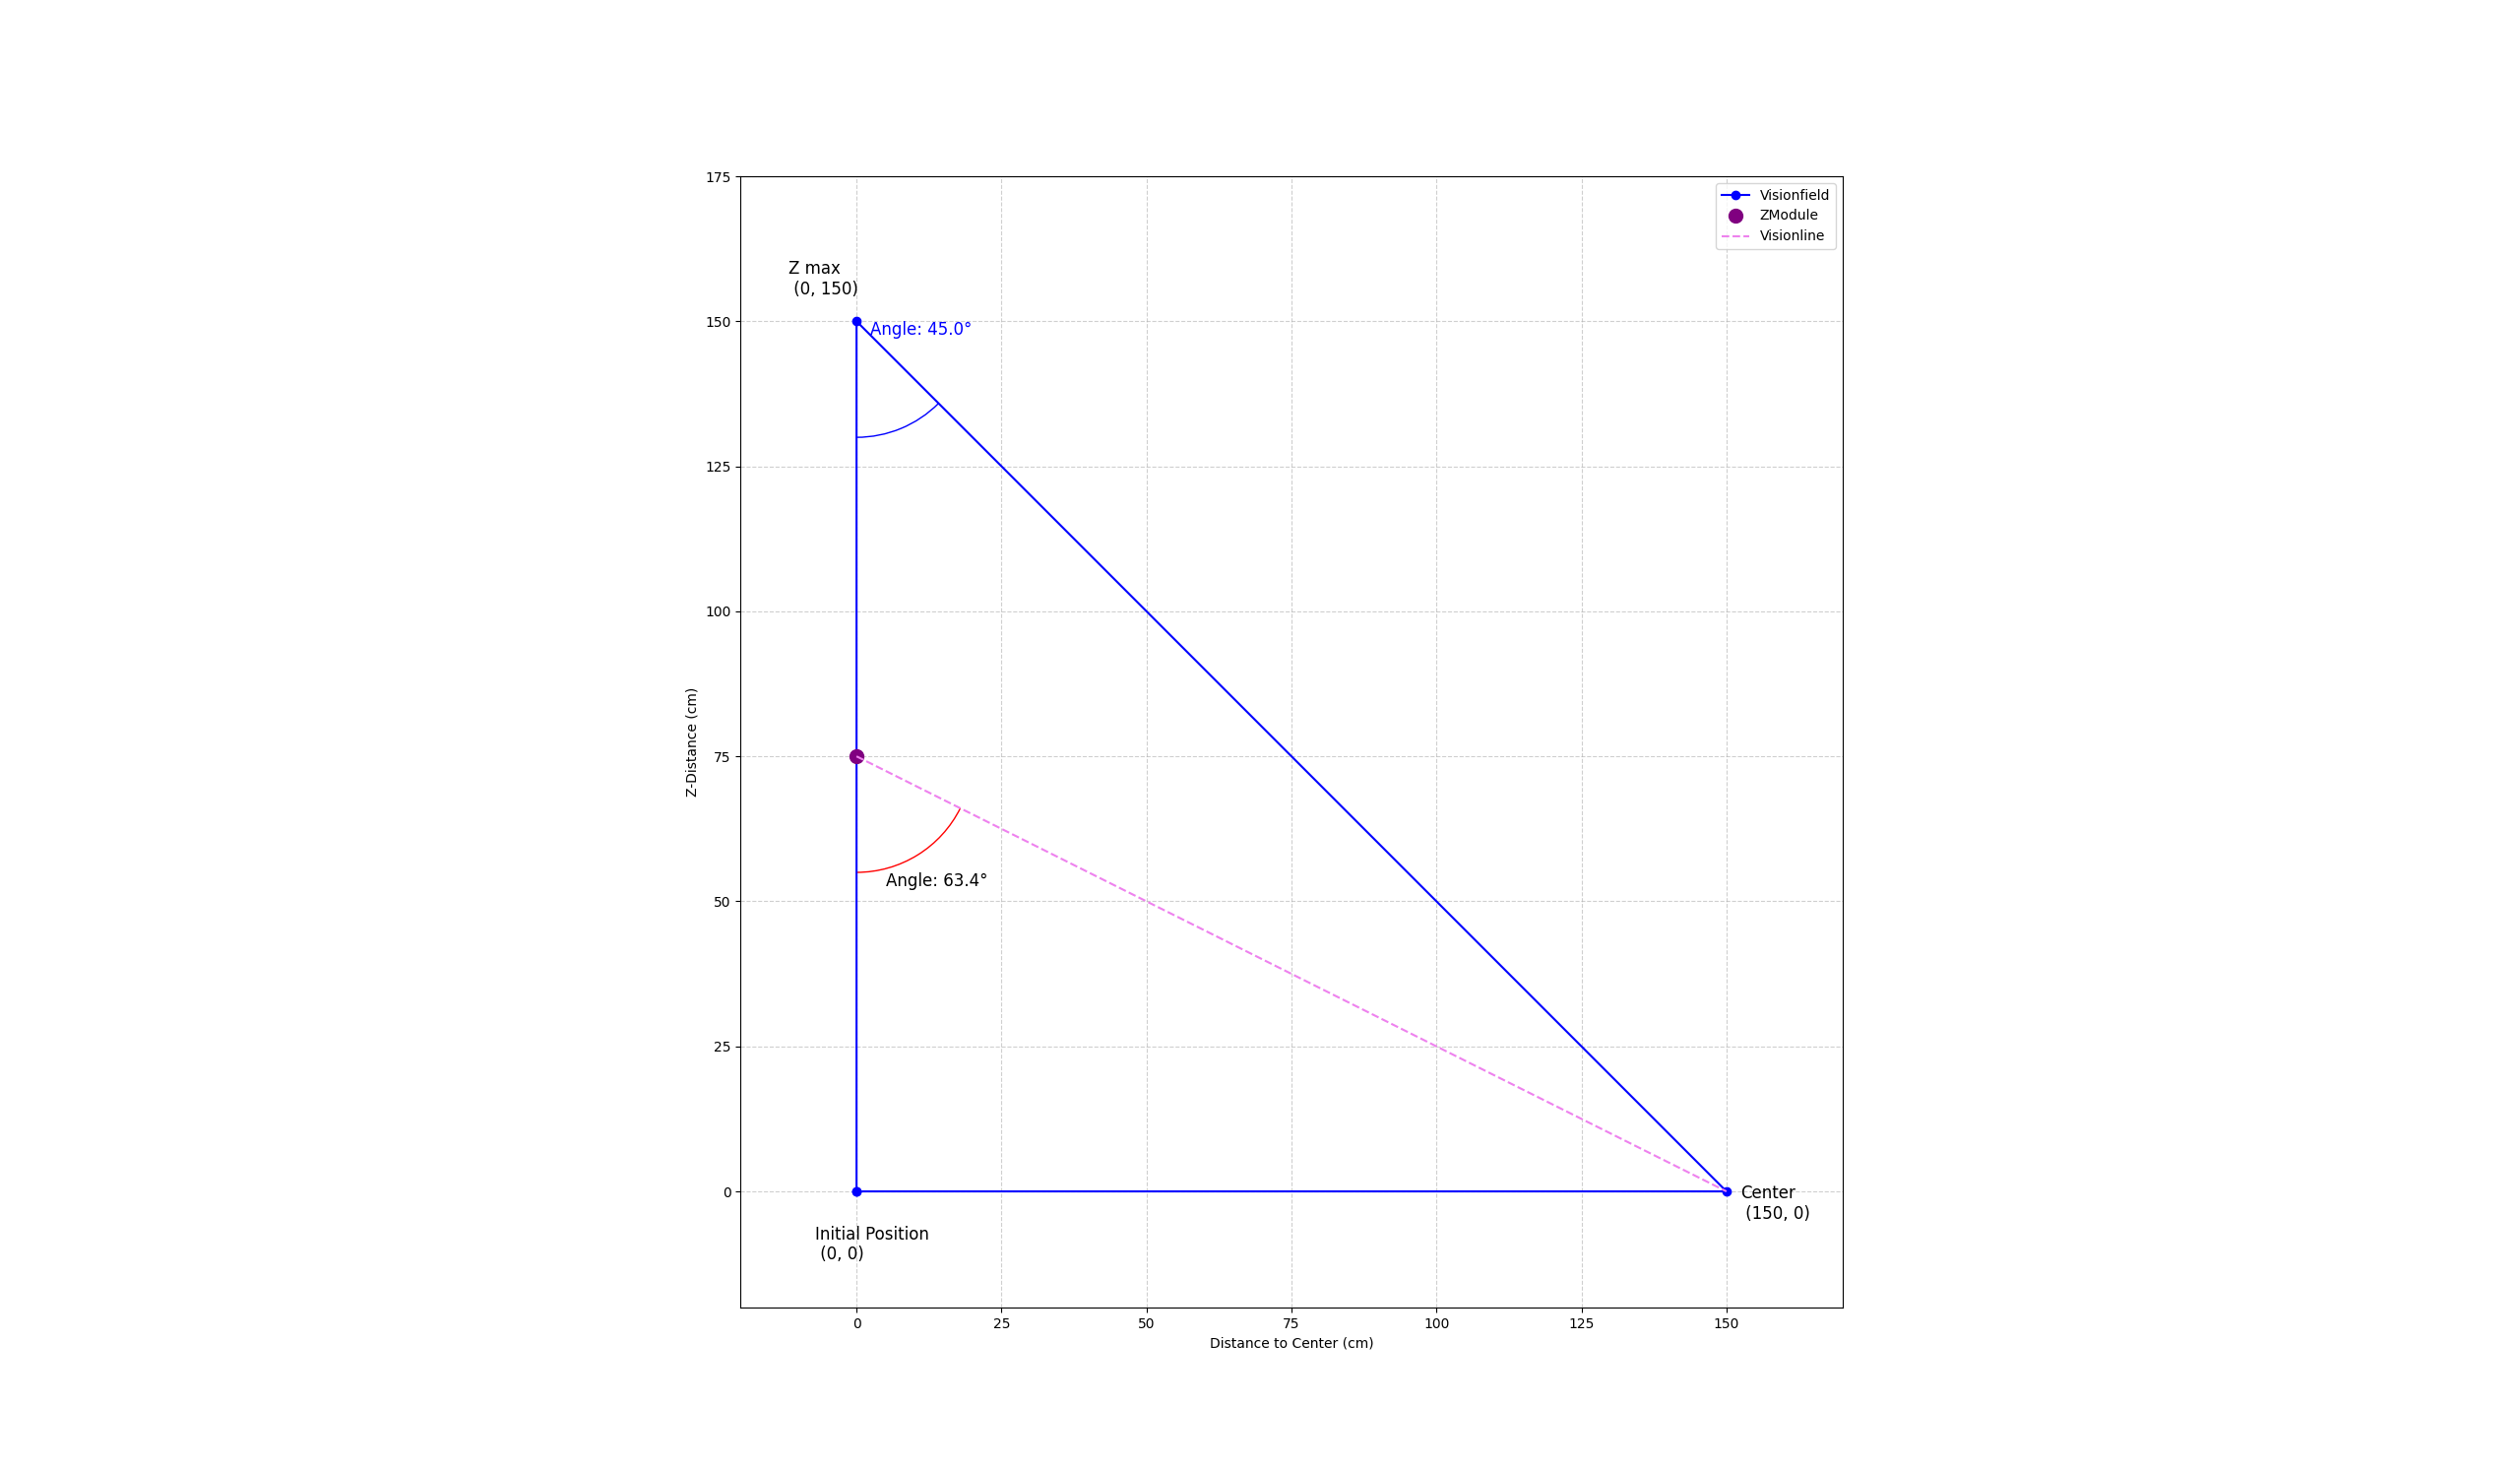 175
Visionfield
ZModule
Visionline
Z max
(0, 150)
150
Angle: 45.0°
125
100
Z-Distance (cm)
75
Angle: 63.4°
50
25
0
Center
(150, 0)
Initial Position
(0, 0)
0 25 50 75 100 125 150
Distance to Center (cm)